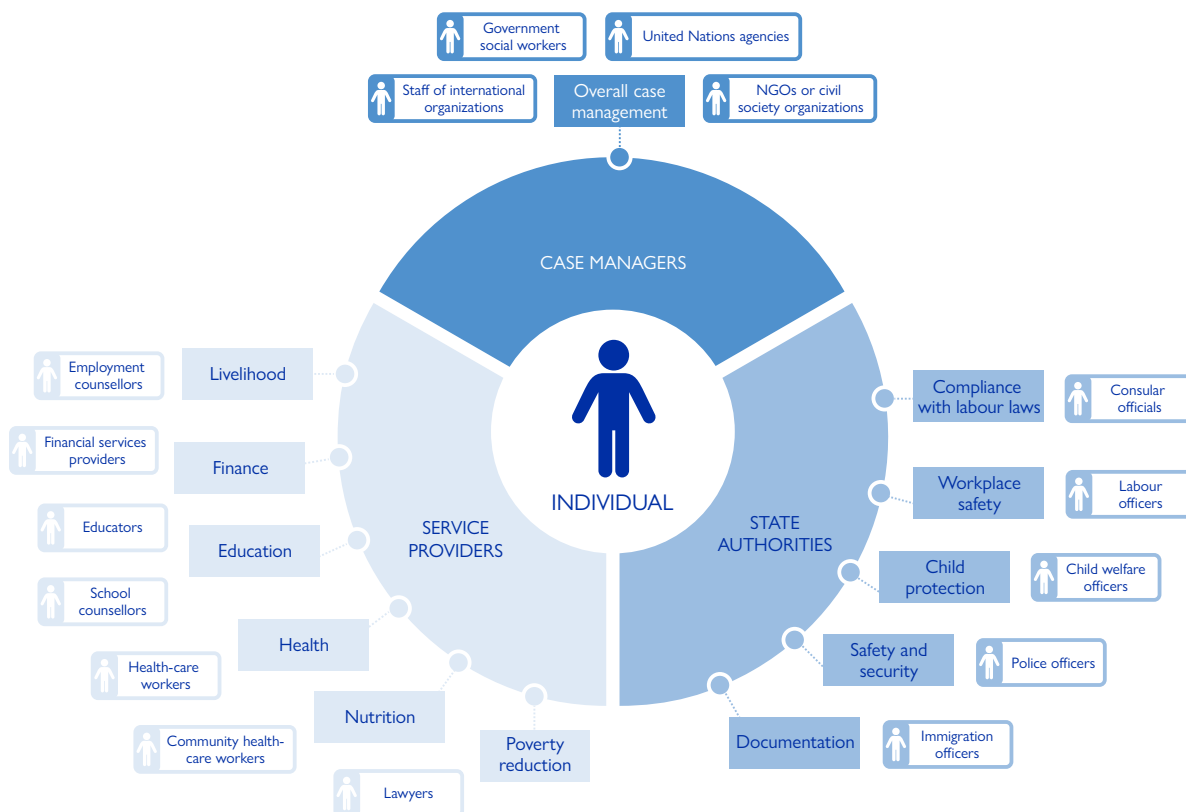 Government
social workers
United Nations agencies
Staff of international
organizations
Overall case
management
NGOs or civil
society organizations
CASE MANAGERS
Employment
counsellors
Livelihood
Financial services
providers
Finance
Educators
Education
School
counsellors
Health
Health-care
workers
Nutrition
Community health-
care workers
Poverty
reduction
Lawyers
SERVICE
PROVIDERS
INDIVIDUAL
STATE
AUTHORITIES
Compliance
with labour laws
Consular
officials
Workplace
safety
Labour
officers
Child
protection
Child welfare
officers
Safety and
security
Police officers
Documentation
Immigration
officers